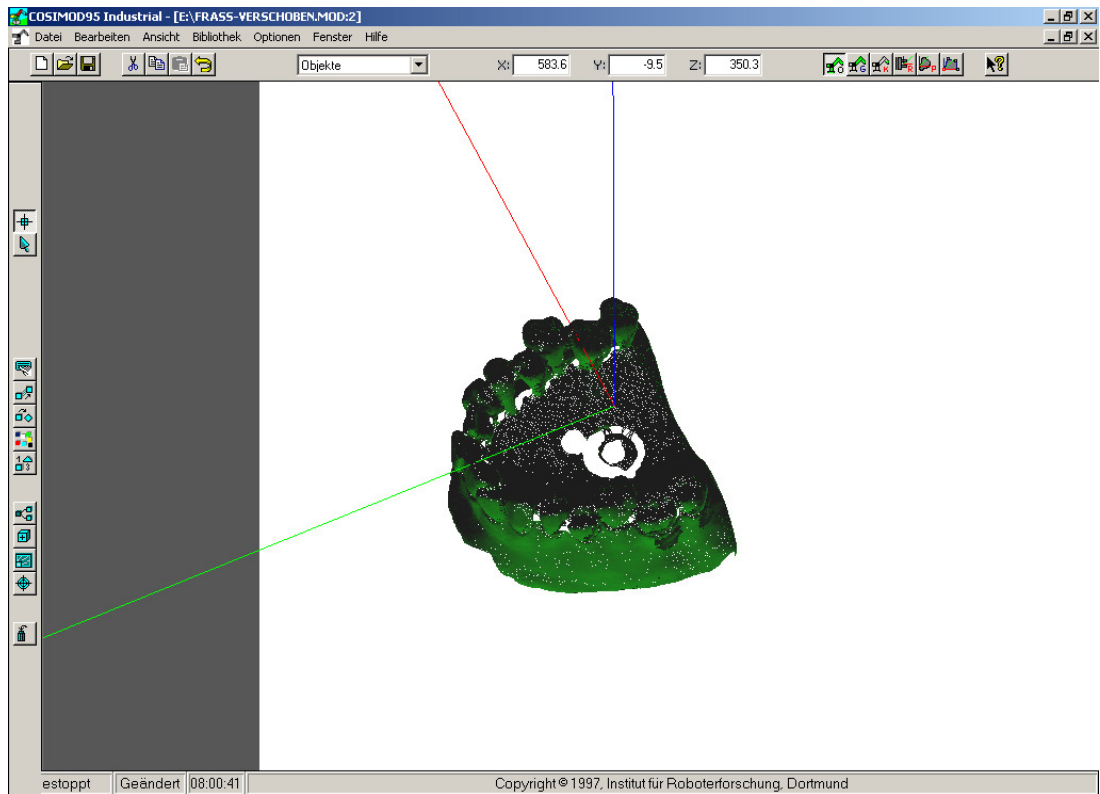 COSIMOD95 Industrial - [E:\FRASS-VERSCHOBEN.MOD:2]
Datei Bearbeiten Ansicht Bibliothek Optionen Fenster Hilfe
Objekte X: 583.6 Y: -9.5 Z: 350.3
estoppt Geändert 08:00:41 Copyright © 1997, Institut für Roboterforschung, Dortmund